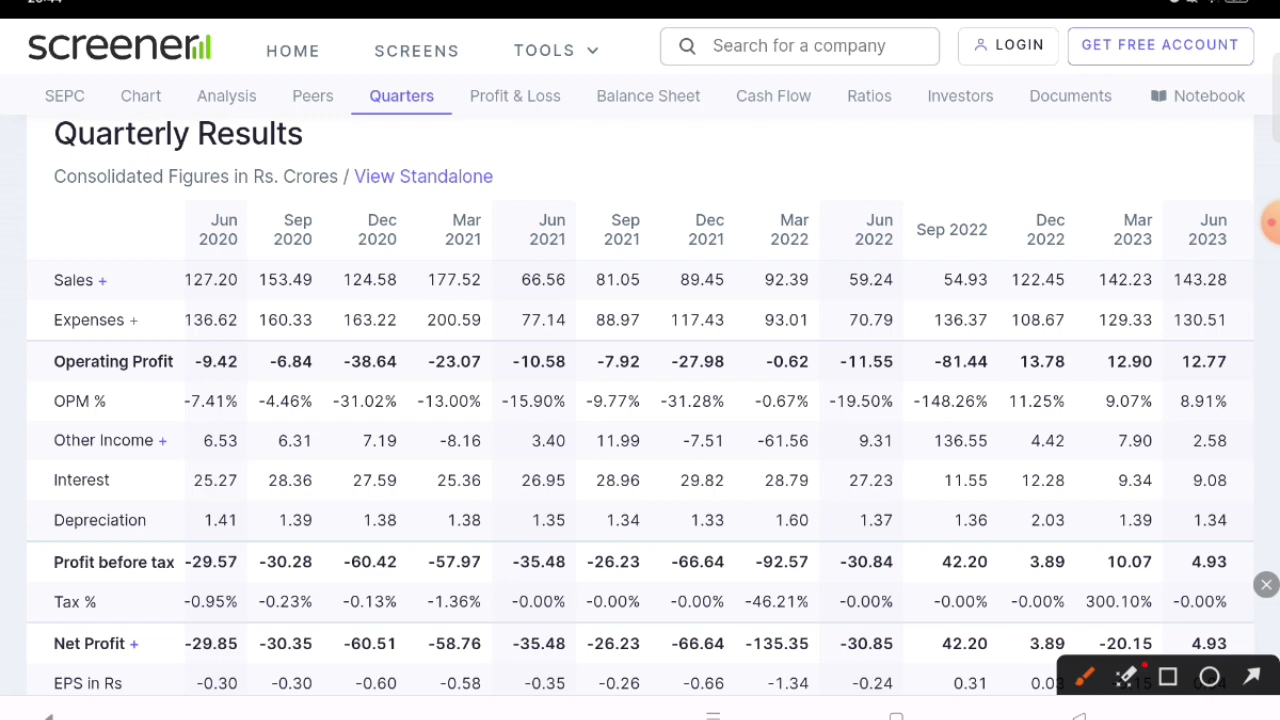 screener
HOME SCREENS TOOLS Search for a company LOGIN GET FREE ACCOUNT
SEPC Chart Analysis Peers Quarters Profit & Loss Balance Sheet Cash Flow Ratios Investors Documents Notebook
Quarterly Results
Consolidated Figures in Rs. Crores / View Standalone
Jun 2020 Sep 2020 Dec 2020 Mar 2021 Jun 2021 Sep 2021 Dec 2021 Mar 2022 Jun 2022 Sep 2022 Dec 2022 Mar 2023 Jun 2023
Sales + 127.20 153.49 124.58 177.52 66.56 81.05 89.45 92.39 59.24 54.93 122.45 142.23 143.28
Expenses + 136.62 160.33 163.22 200.59 77.14 88.97 117.43 93.01 70.79 136.37 108.67 129.33 130.51
Operating Profit -9.42 -6.84 -38.64 -23.07 -10.58 -7.92 -27.98 -0.62 -11.55 -81.44 13.78 12.90 12.77
OPM % -7.41% -4.46% -31.02% -13.00% -15.90% -9.77% -31.28% -0.67% -19.50% -148.26% 11.25% 9.07% 8.91%
Other Income + 6.53 6.31 7.19 -8.16 3.40 11.99 -7.51 -61.56 9.31 136.55 4.42 7.90 2.58
Interest 25.27 28.36 27.59 25.36 26.95 28.96 29.82 28.79 27.23 11.55 12.28 9.34 9.08
Depreciation 1.41 1.39 1.38 1.38 1.35 1.34 1.33 1.60 1.37 1.36 2.03 1.39 1.34
Profit before tax -29.57 -30.28 -60.42 -57.97 -35.48 -26.23 -66.64 -92.57 -30.84 42.20 3.89 10.07 4.93
Tax % -0.95% -0.23% -0.13% -1.36% -0.00% -0.00% -0.00% -46.21% -0.00% -0.00% -0.00% 300.10% -0.00%
Net Profit + -29.85 -30.35 -60.51 -58.76 -35.48 -26.23 -66.64 -135.35 -30.85 42.20 3.89 -20.15 4.93
EPS in Rs -0.30 -0.30 -0.60 -0.58 -0.35 -0.26 -0.66 -1.34 -0.24 0.31